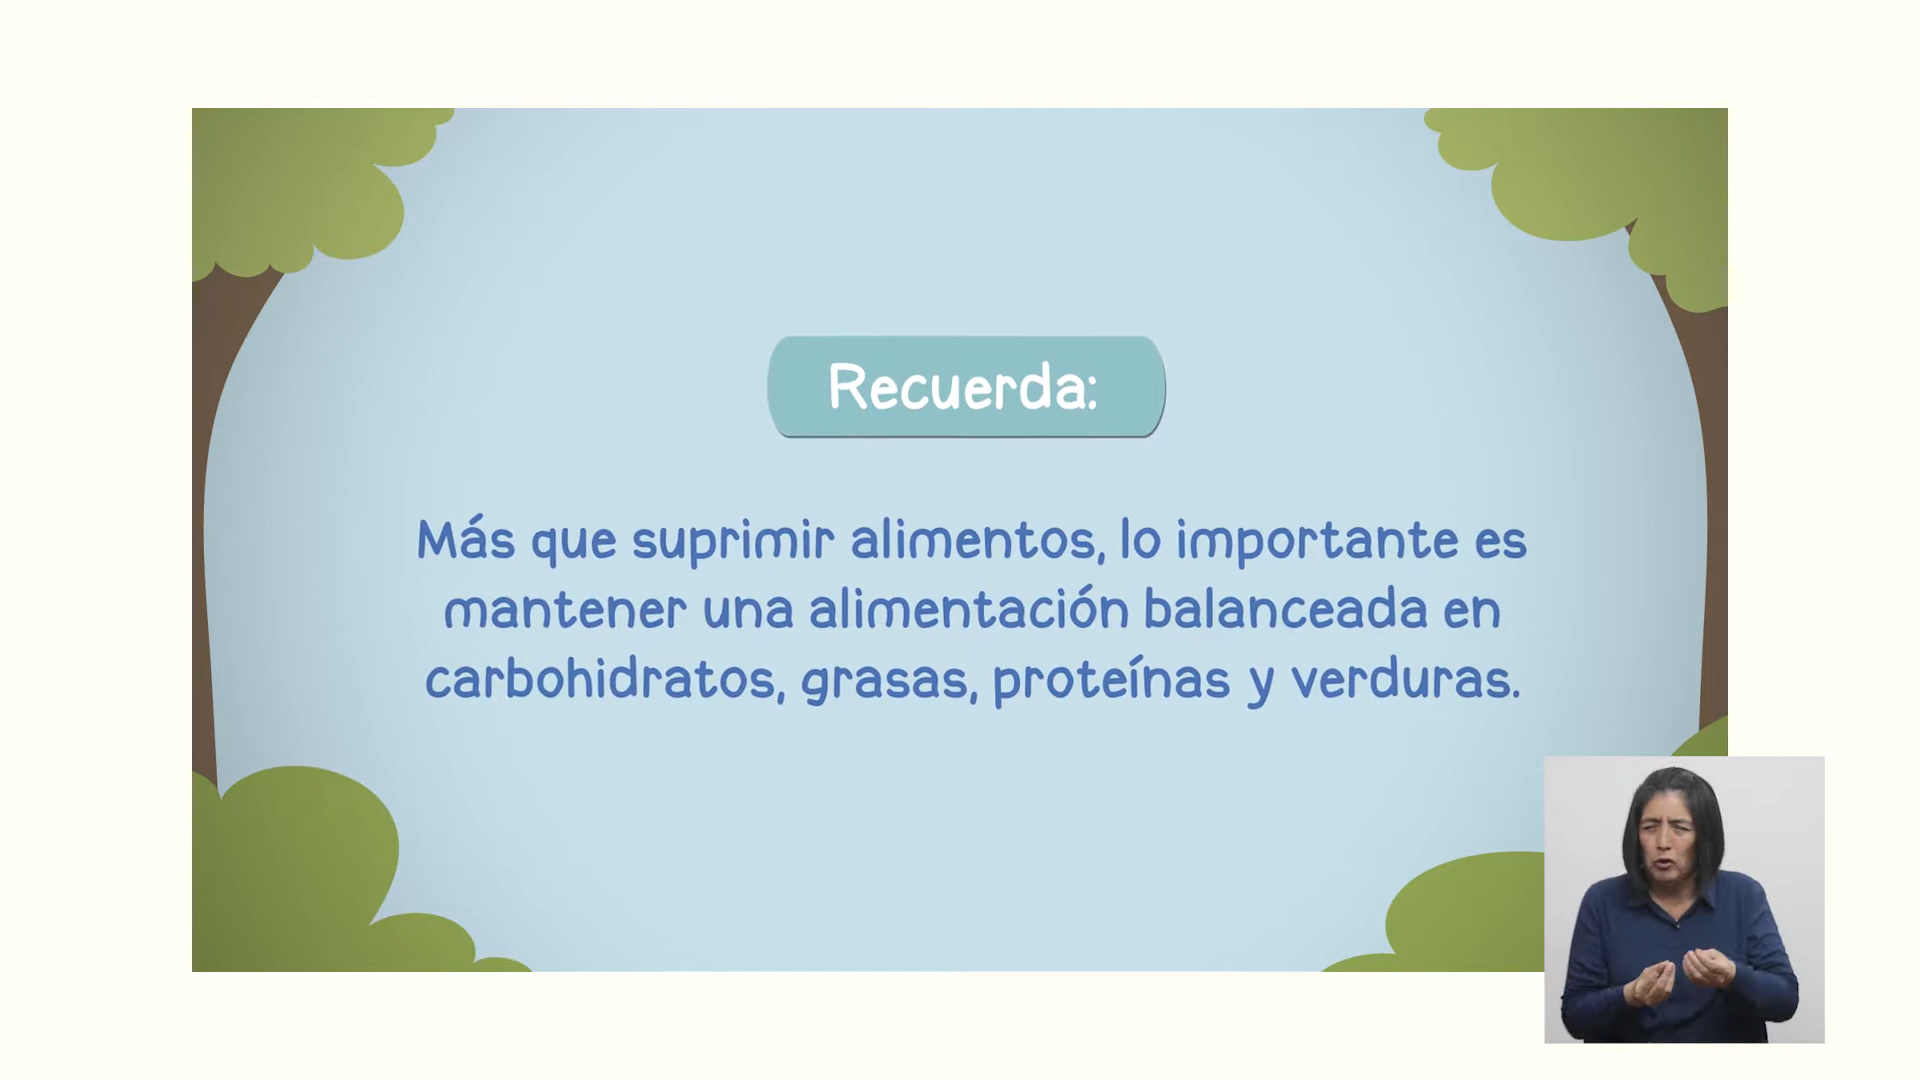 Recuerda:
Más que suprimir alimentos, lo importante es
mantener una alimentación balanceada en
carbohidratos, grasas, proteínas y verduras.